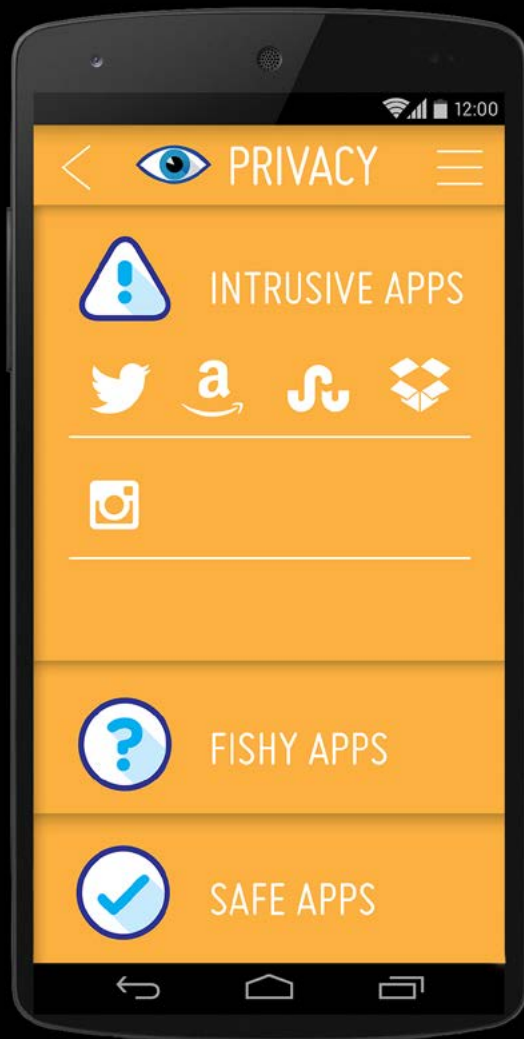 12:00
PRIVACY
INTRUSIVE APPS
FISHY APPS
SAFE APPS